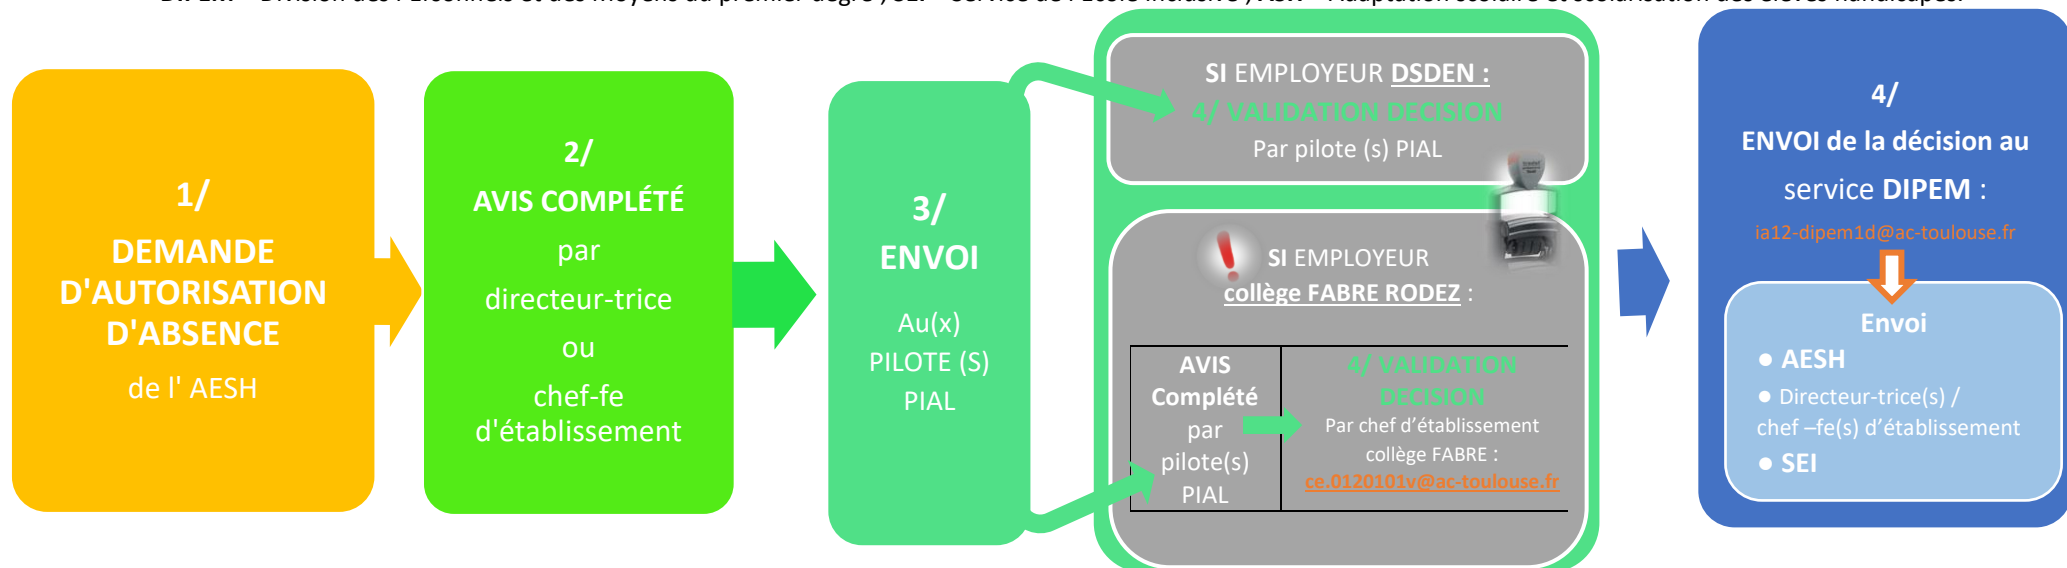 1/
DEMANDE
D'AUTORISATION
D'ABSENCE
de l' AESH
2/
AVIS COMPLÉTÉ
par
directeur-trice
ou
chef-fe
d'établissement
3/
ENVOI
Au(x)
PILOTE (S)
PIAL
SI EMPLOYEUR DSDEN :
4/ VALIDATION DECISION
Par pilote (s) PIAL
SI EMPLOYEUR
collège FABRE RODEZ :
AVIS
Complété
par
pilote(s)
PIAL
4/ VALIDATION
DECISION
Par chef d'établissement
collège FABRE :
ce.0120101v@ac-toulouse.fr
4/
ENVOI de la décision au
service DIPEM :
ia12-dipem1d@ac-toulouse.fr
Envoi
● AESH
● Directeur-trice(s) /
chef –fe(s) d'établissement
● SEI